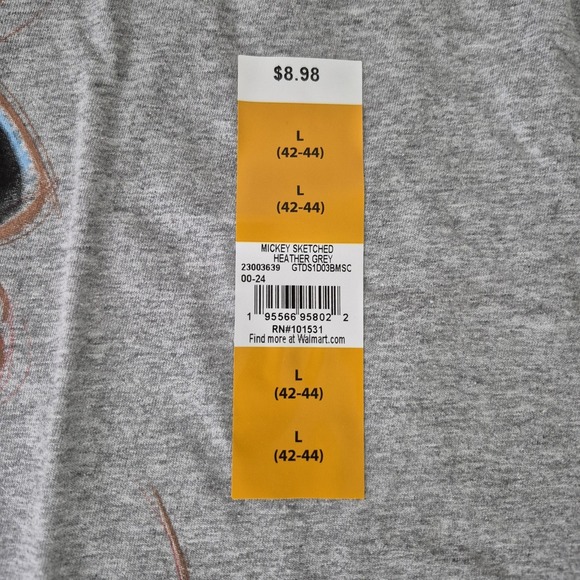 $8.98
L
(42-44)
L
(42-44)
MICKEY SKETCHED
HEATHER GREY
23003639 GTDS1D03BMSC
00-24
1 95566 95802 2
RN#101531
Find more at Walmart.com
L
(42-44)
L
(42-44)